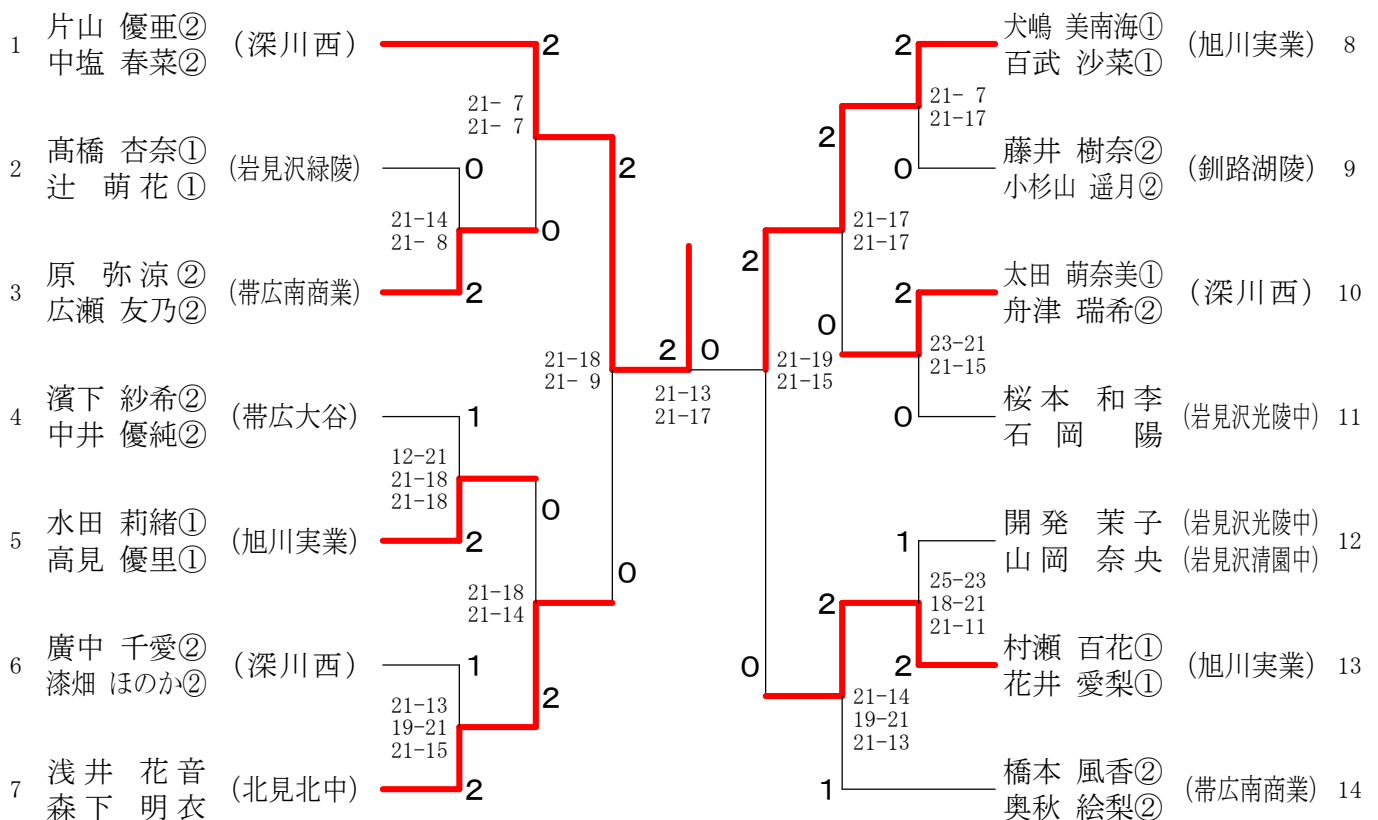 1 片山 優亜② (深川西)
中塩 春菜②
2
21- 7
21- 7
2 髙橋 杏奈① (岩見沢緑陵)
辻 萌花①
0
2
21-14
21- 8
0
3 原 弥涼② (帯広南商業)
広瀬 友乃②
2
21-18
21- 9
2
0
21-13
21-17
4 濱下 紗希② (帯広大谷)
中井 優純②
1
12-21
21-18
21-18
0
5 水田 莉緒① (旭川実業)
高見 優里①
2
0
21-18
21-14
6 廣中 千愛② (深川西)
漆畑 ほのか②
1
2
21-13
19-21
21-15
7 浅井 花音 (北見北中)
森下 明衣
2
2
犬嶋 美南海① (旭川実業) 8
百武 沙菜①
21- 7
21-17
2
0
藤井 樹奈② (釧路湖陵) 9
小杉山 遥月②
21-17
21-17
2
2
太田 萌奈美① (深川西) 10
舟津 瑞希②
0
23-21
21-15
21-19
21-15
0
桜本 和李 (岩見沢光陵中) 11
石岡 陽
1
開発 茉子 (岩見沢光陵中) 12
山岡 奈央 (岩見沢清園中)
25-23
18-21
21-11
2
0
2
村瀬 百花① (旭川実業) 13
花井 愛梨①
21-14
19-21
21-13
1
橋本 風香② (帯広南商業) 14
奥秋 絵梨②